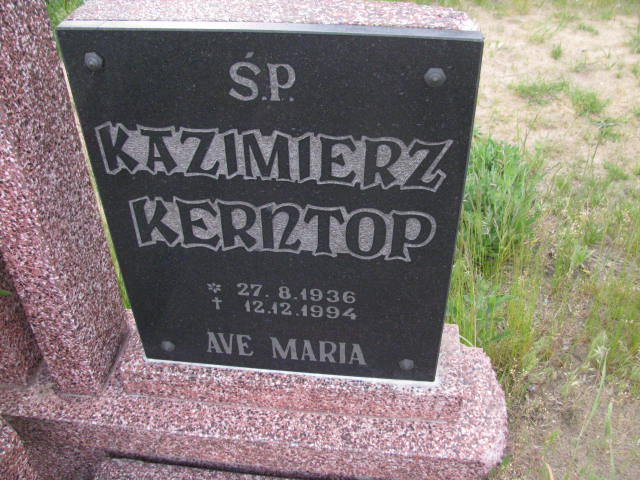 Ś.P.
KAZIMIERZ
KERNTOP
* 27. 8.1936
† 12.12.1994
AVE MARIA